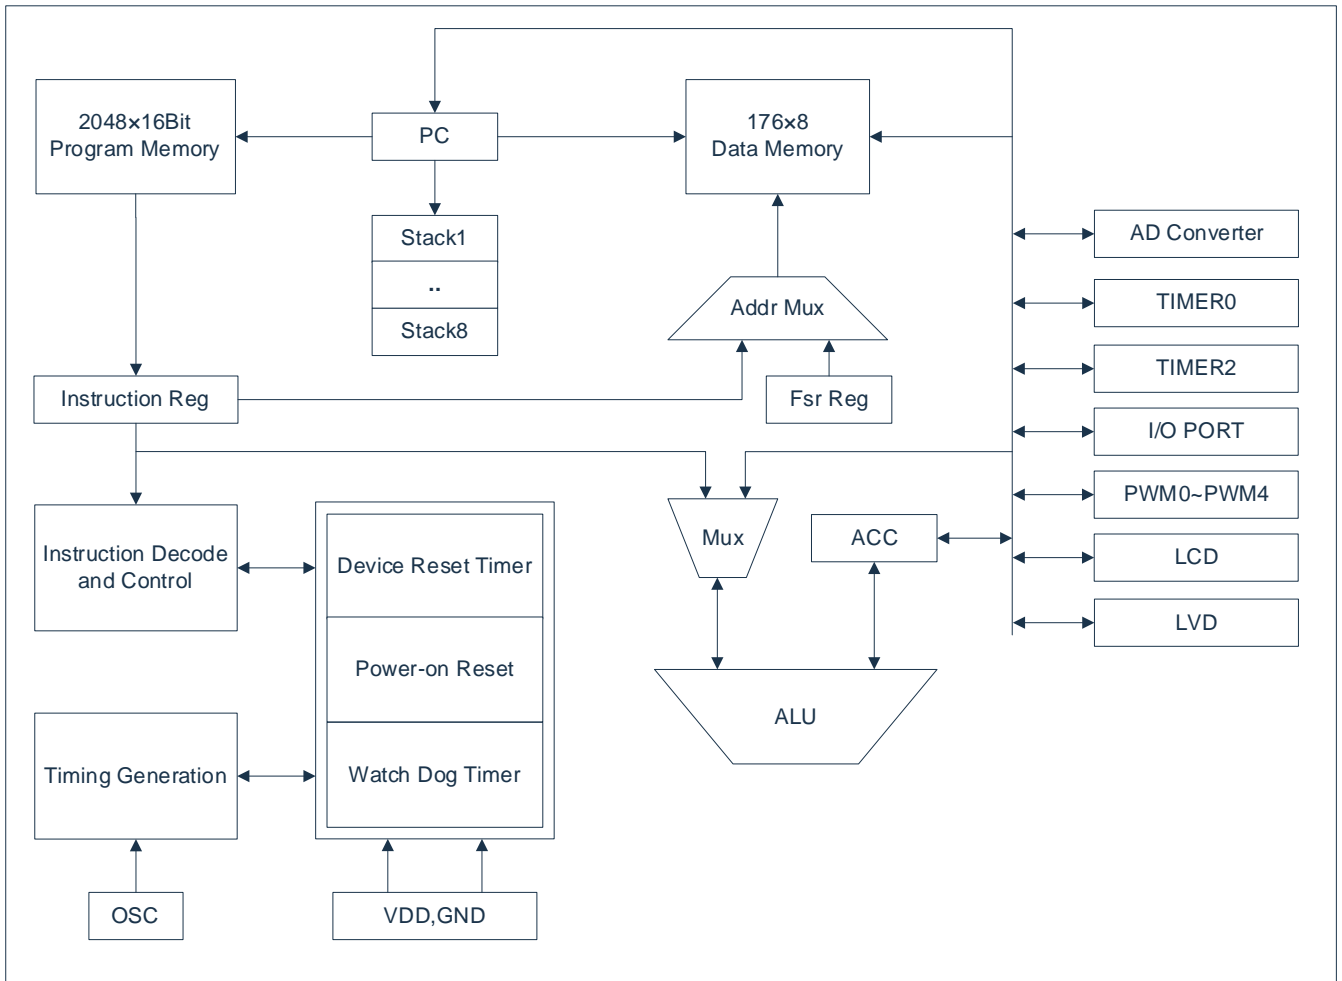 2048×16Bit
Program Memory
PC
176×8
Data Memory
Stack1
..
Stack8
AD Converter
Addr Mux
TIMER0
TIMER2
Instruction Reg
Fsr Reg
I/O PORT
PWM0~PWM4
Instruction Decode
and Control
Device Reset Timer
Mux
ACC
LCD
LVD
Power-on Reset
ALU
Timing Generation
Watch Dog Timer
OSC
VDD,GND